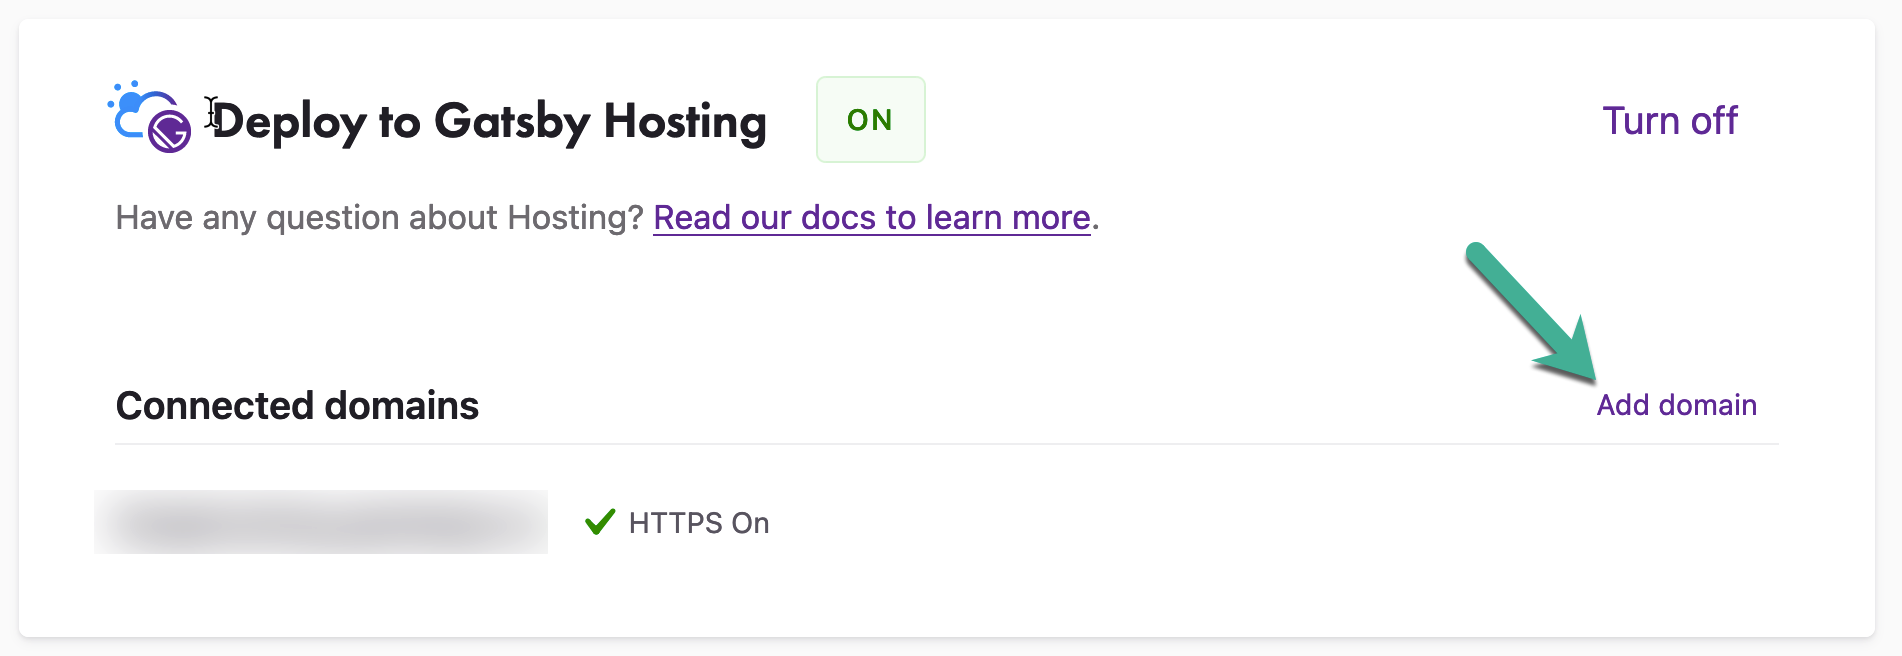 Deploy to Gatsby Hosting ON Turn off
Have any question about Hosting? Read our docs to learn more.
Connected domains Add domain
HTTPS On